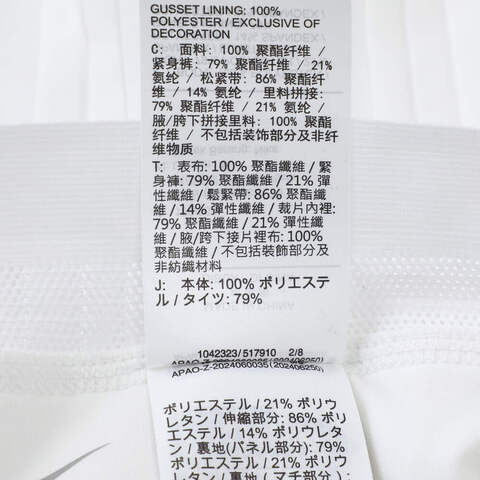 GUSSET LINING: 100%
POLYESTER / EXCLUSIVE OF
DECORATION
C: 面料: 100% 聚酯纤维 /
紧身裤: 79% 聚酯纤维 / 21%
氨纶 / 松紧带: 86% 聚酯纤
维 / 14% 氨纶 / 里料拼接:
79% 聚酯纤维 / 21% 氨纶 /
腋/胯下拼接里料: 100% 聚酯
纤维 / 不包括装饰部分及非纤
维物质
T: 表布: 100% 聚酯纖維 / 緊
身褲: 79% 聚酯纖維 / 21% 彈
性纖維 / 鬆緊帶: 86% 聚酯纖
維 / 14% 彈性纖維 / 裁片內裡:
79% 聚酯纖維 / 21% 彈性纖
維 / 腋/胯下接片裡布: 100%
聚酯纖維 / 不包括裝飾部分及
非紡織材料
J: 本体: 100% ポリエステ
ル / タイツ: 79%
1042323 / 517910 2/8
APAO-Z-2024060035 (202406250)
APAO-Z-2024060035 (202406250)
ポリエステル / 21% ポリウ
レタン / 伸縮部分: 86% ポリ
エステル / 14% ポリウレタ
ン / 裏地(パネル部分): 79%
ポリエステル / 21% ポリウ
レタン / 裏地(マチ部分): 100%